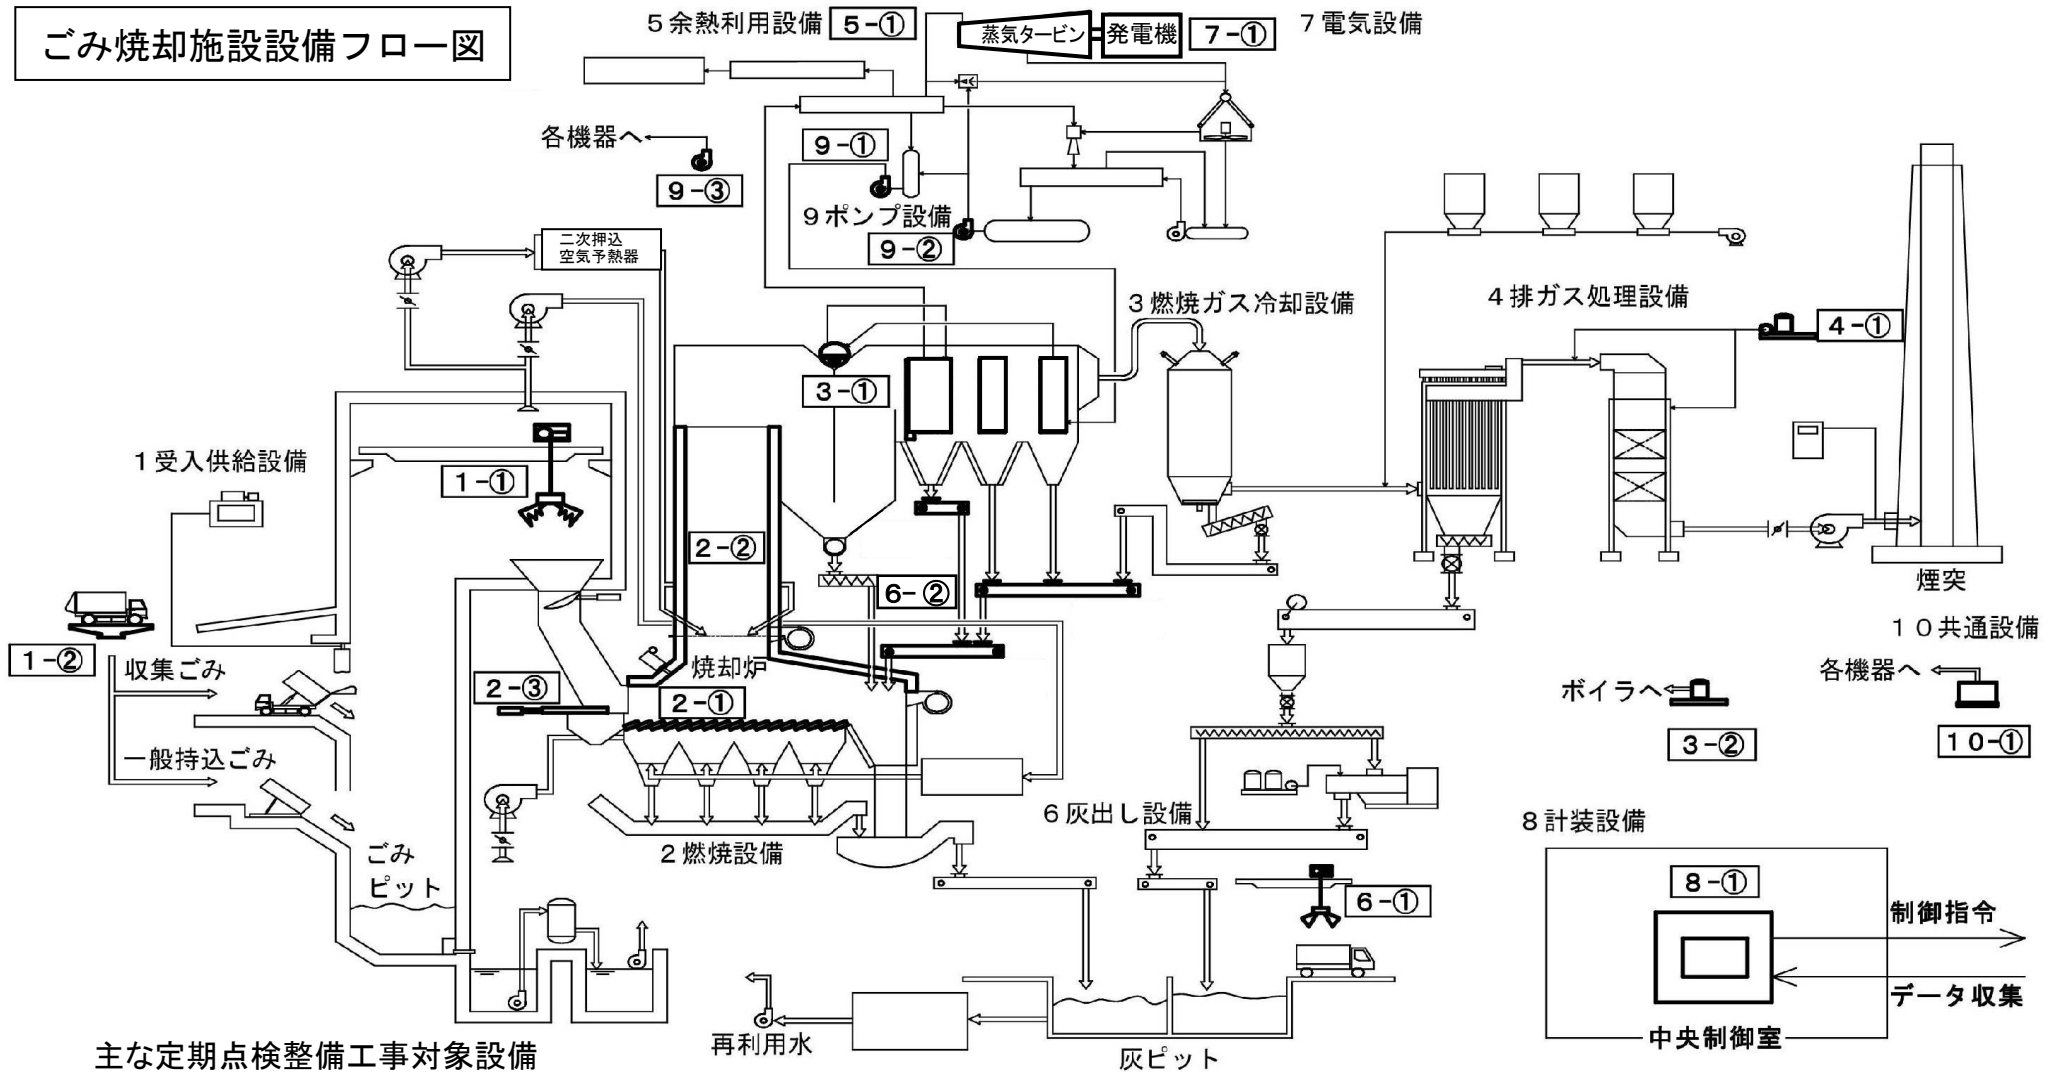 ごみ焼却施設設備フロー図
５余熱利用設備
５-①
蒸気タービン
発電機
７-①
７電気設備
各機器へ
９-③
９-①
９ポンプ設備
９-②
二次押込
空気予熱器
３燃焼ガス冷却設備
３-①
４排ガス処理設備
４-①
煙突
１受入供給設備
１-①
１-②
収集ごみ
一般持込ごみ
ごみ
ピット
２-②
焼却炉
２-③
２-①
２燃焼設備
６-②
６灰出し設備
６-①
灰ピット
再利用水
１０共通設備
各機器へ
１０-①
ボイラへ
３-②
８計装設備
８-①
制御指令
データ収集
中央制御室
主な定期点検整備工事対象設備